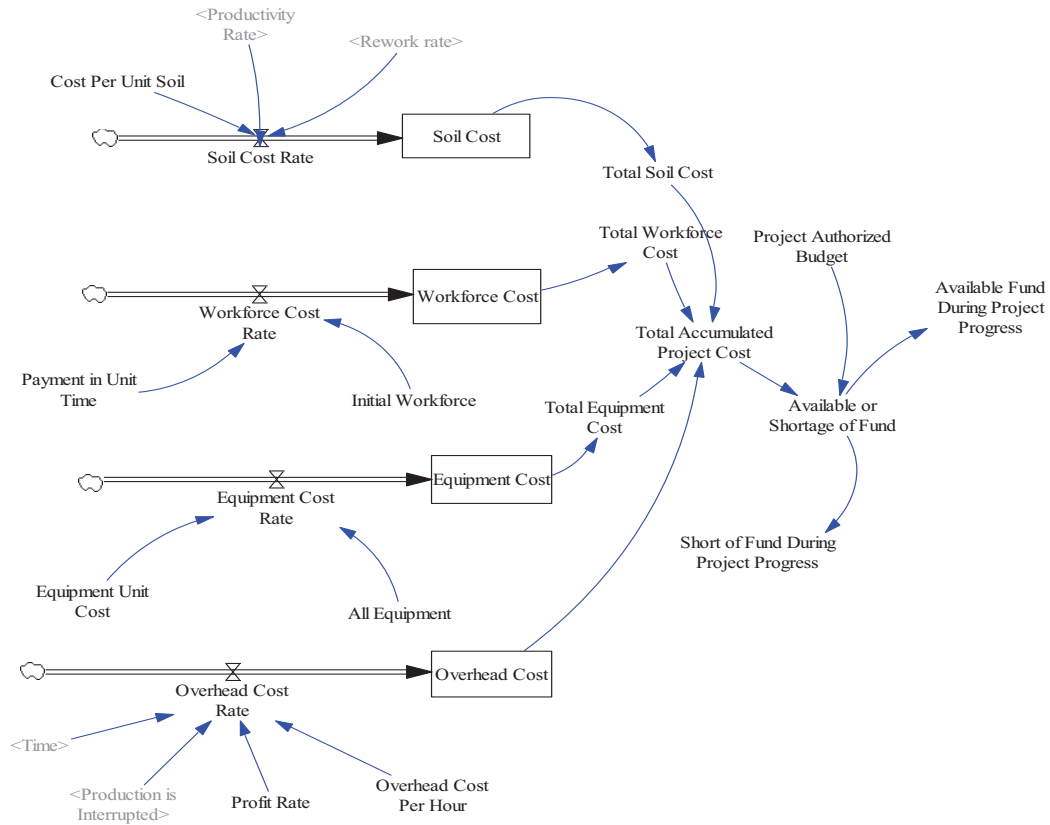 <Productivity
Rate>
<Rework rate>
Cost Per Unit Soil
Soil Cost
Soil Cost Rate
Total Soil Cost
Total Workforce
Cost
Project Authorized
Budget
Workforce Cost
Workforce Cost
Rate
Available Fund
During Project
Progress
Total Accumulated
Project Cost
Payment in Unit
Time
Initial Workforce
Total Equipment
Cost
Available or
Shortage of Fund
Equipment Cost
Equipment Cost
Rate
Short of Fund During
Project Progress
Equipment Unit
Cost
All Equipment
Overhead Cost
Overhead Cost
Rate
<Time>
<Production is
Interrupted>
Profit Rate
Overhead Cost
Per Hour